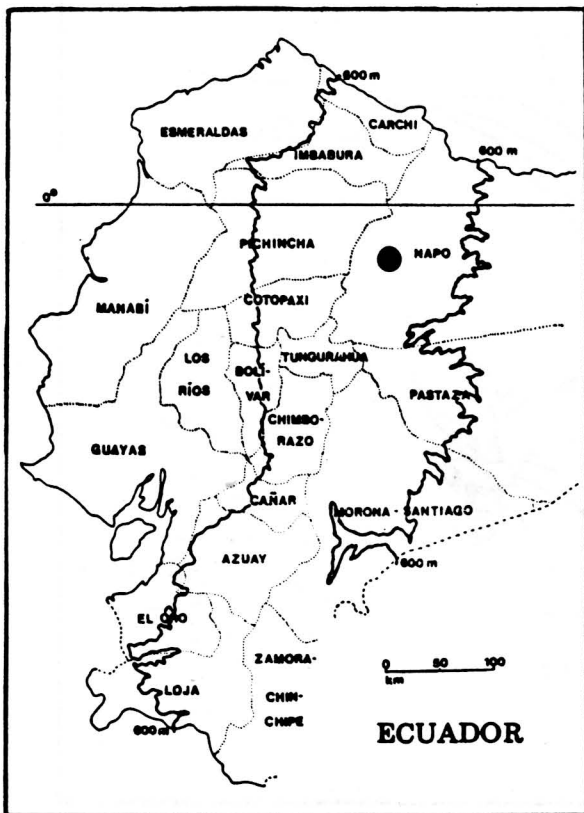 600 m
ESMERALDAS
CARCHI
600 m
IMBABURA
0°
PICHINCHA
NAPO
COTOPAXI
MANABÍ
LOS
RÍOS
BOLÍ-
VAR
TUNGURAHUA
PASTAZA
CHIMBO-
RAZO
GUAYAS
CAÑAR
MORONA-SANTIAGO
AZUAY
600 m
EL ORO
ZAMORA-
CHIN-
CHIPE
LOJA
600 m
0 50 100
km
ECUADOR